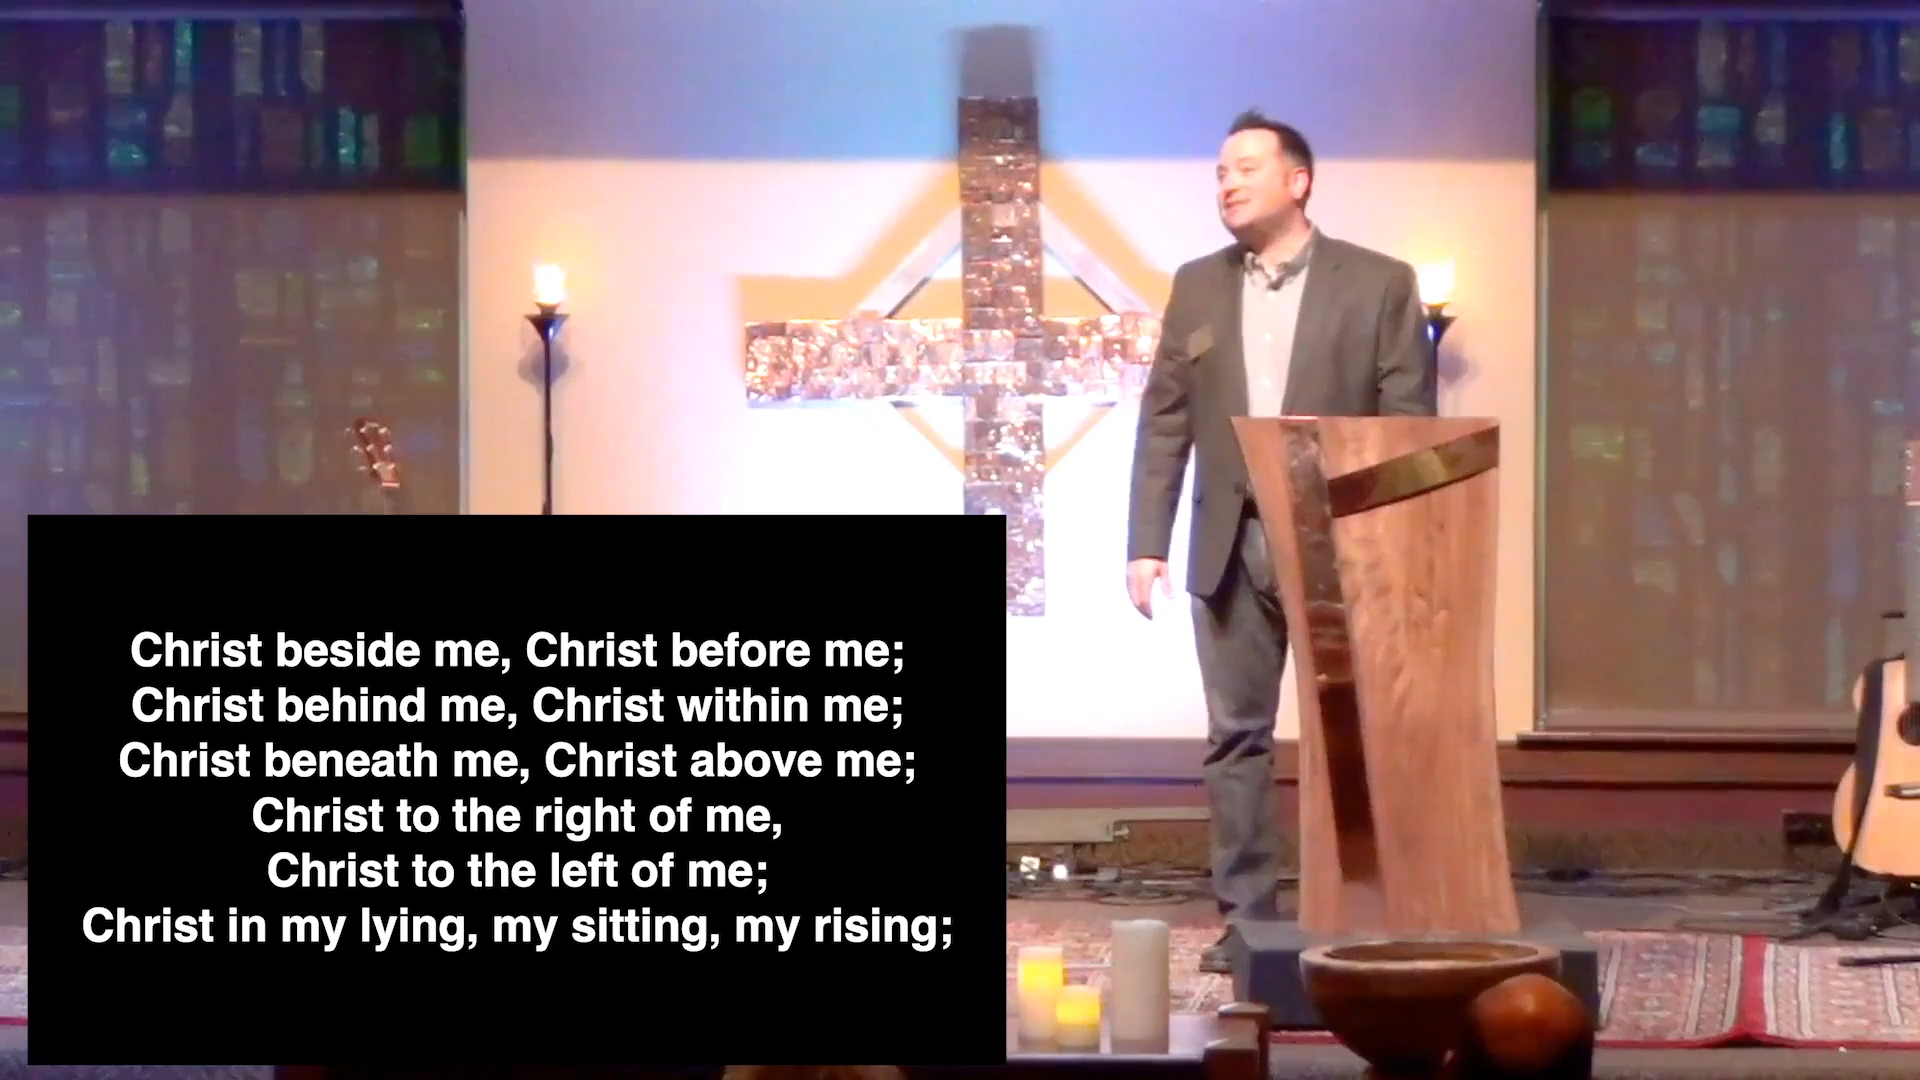 Christ beside me, Christ before me;
Christ behind me, Christ within me;
Christ beneath me, Christ above me;
Christ to the right of me,
Christ to the left of me;
Christ in my lying, my sitting, my rising;